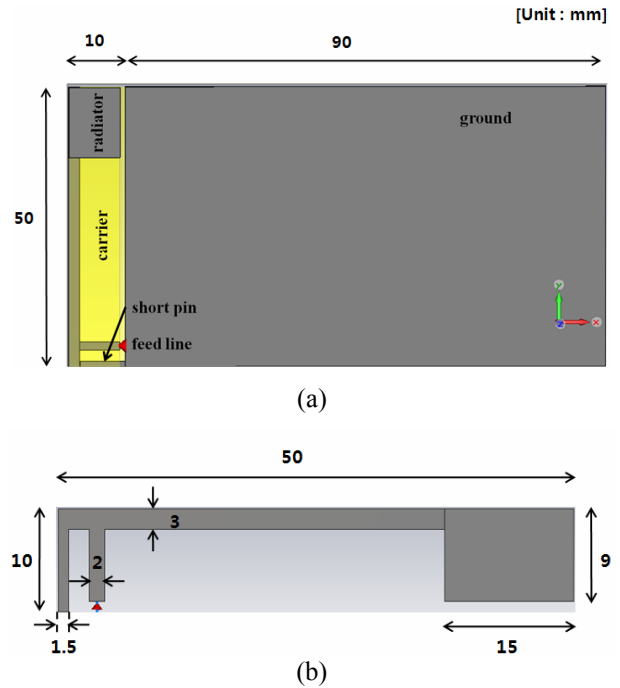 [Unit : mm]
10
90
radiator
ground
50
carrier
short pin
feed line
Y
Z
X
(a)
50
3
10
2
9
1.5
15
(b)